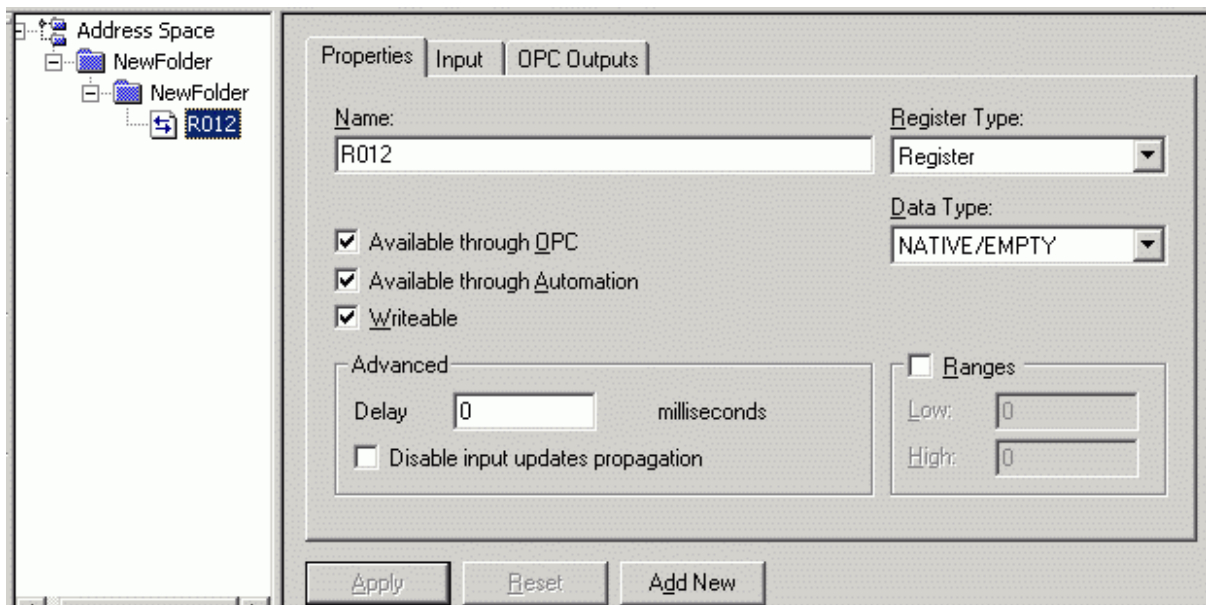 Address Space
NewFolder
NewFolder
R012
Properties Input OPC Outputs
Name: Register Type:
R012 Register
Data Type:
Available through OPC NATIVE/EMPTY
Available through Automation
Writeable
Advanced Ranges
Delay 0 milliseconds Low: 0
Disable input updates propagation High: 0
Apply Reset Add New